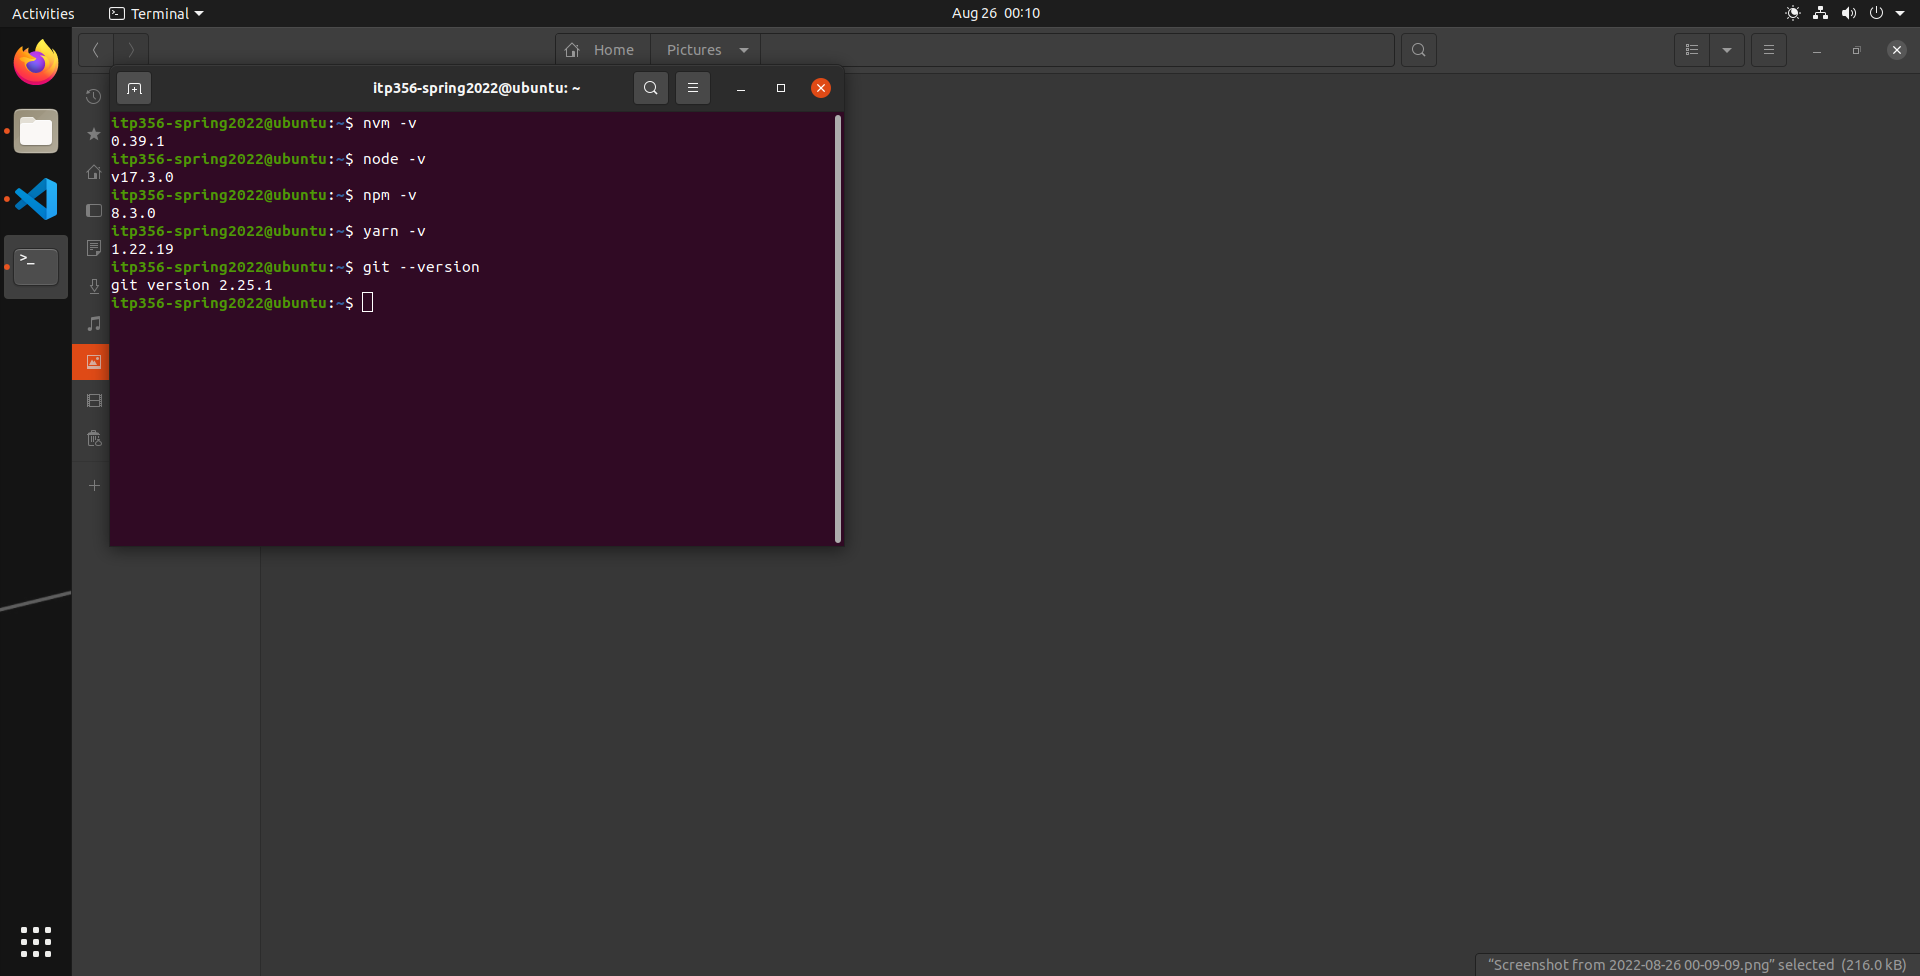 Activities
Terminal
Aug 26 00:10
Home
Pictures
itp356-spring2022@ubuntu: ~
itp356-spring2022@ubuntu:~$ nvm -v
0.39.1
itp356-spring2022@ubuntu:~$ node -v
v17.3.0
itp356-spring2022@ubuntu:~$ npm -v
8.3.0
itp356-spring2022@ubuntu:~$ yarn -v
1.22.19
itp356-spring2022@ubuntu:~$ git --version
git version 2.25.1
itp356-spring2022@ubuntu:~$
“Screenshot from 2022-08-26 00-09-09.png” selected (216.0 kB)